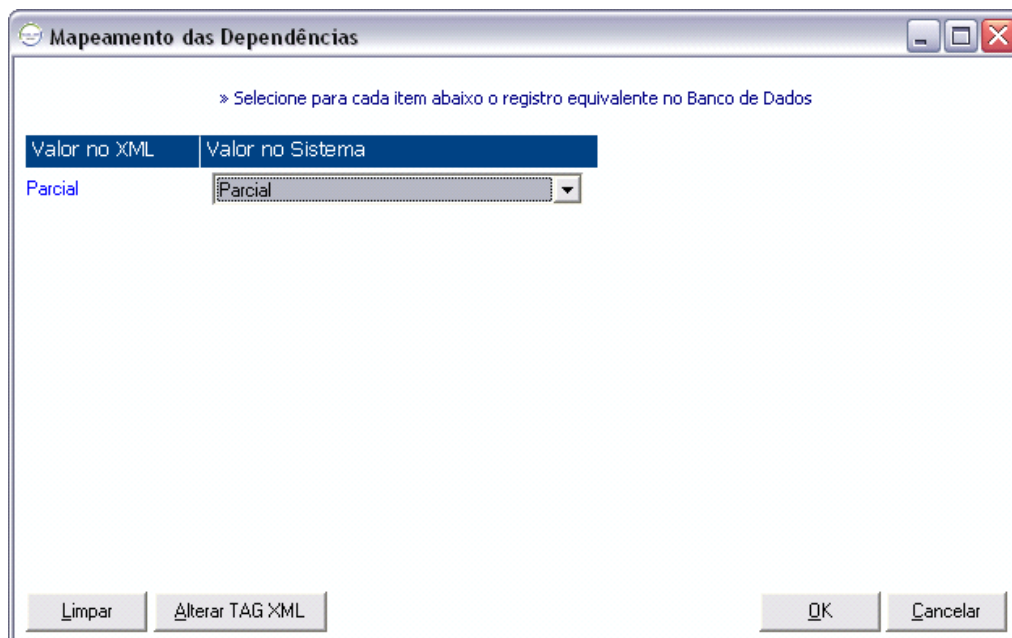 Mapeamento das Dependências
» Selecione para cada item abaixo o registro equivalente no Banco de Dados
Valor no XML Valor no Sistema
Parcial Parcial
Limpar Alterar TAG XML OK Cancelar